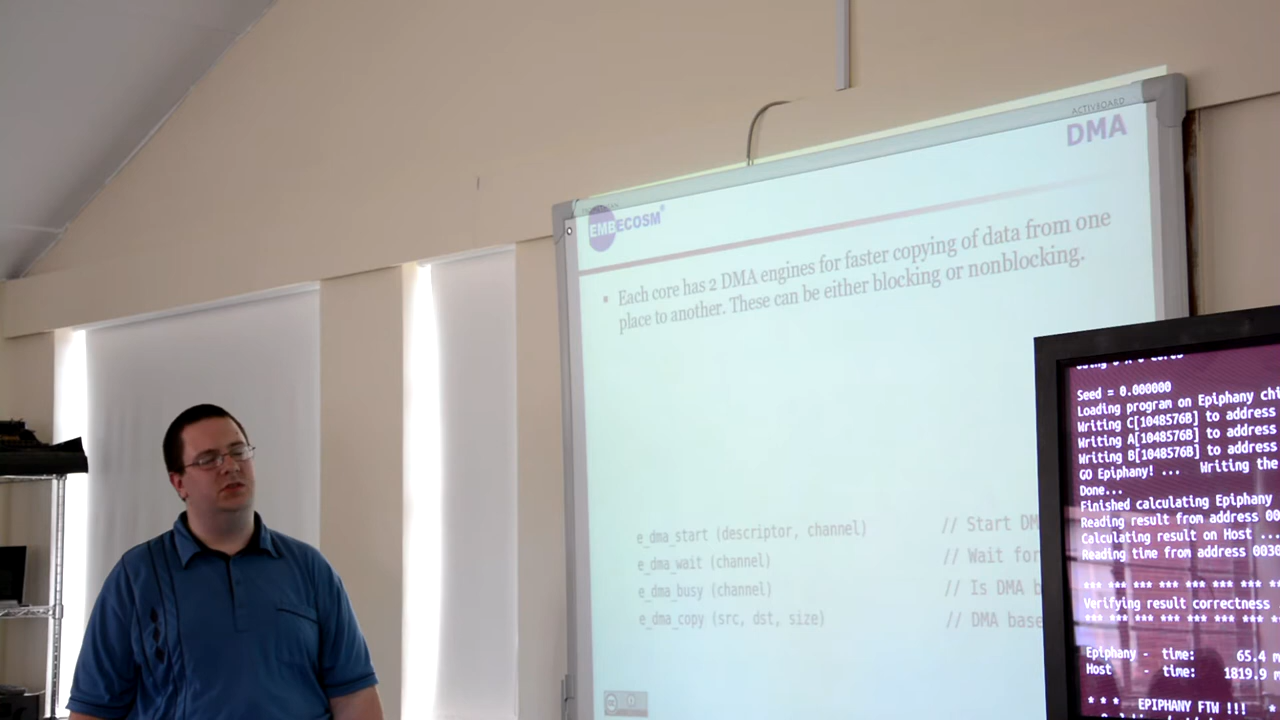 ACTIVBOARD
DMA
EMBECOSM®
Each core has 2 DMA engines for faster copying of data from one
place to another. These can be either blocking or nonblocking.
e_dma_start (descriptor, channel) // Start DM
e_dma_wait (channel) // Wait for
e_dma_busy (channel) // Is DMA b
e_dma_copy (src, dst, size) // DMA base
Seed = 0.000000
Loading program on Epiphany chi
Writing C[1048576B] to address
Writing A[1048576B] to address
Writing B[1048576B] to address
GO Epiphany! ... Writing the
Done...
Finished calculating Epiphany
Reading result from address 00
Calculating result on Host ...
Reading time from address 0030
*** *** *** *** *** *** ***
Verifying result correctness
*** *** *** *** *** *** ***
Epiphany - time: 65.4 m
Host - time: 1819.9 m
* * * EPIPHANY FTW !!! *